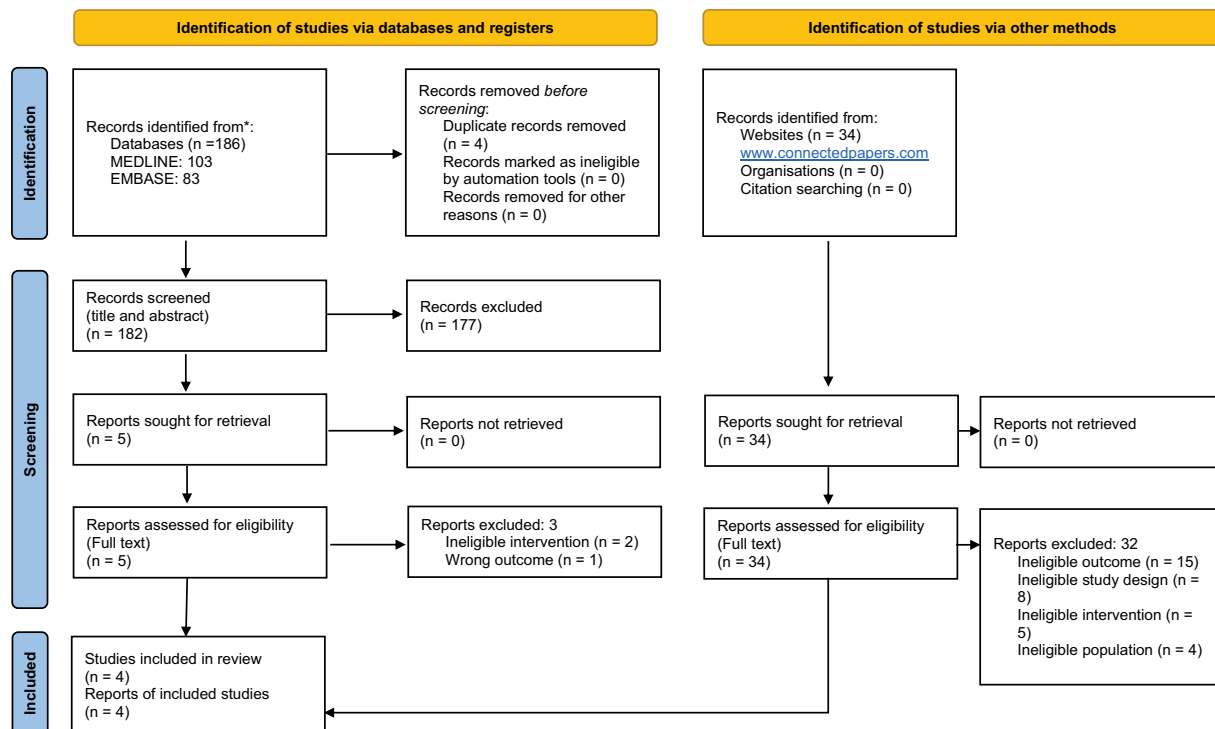 Identification of studies via databases and registers
Identification of studies via other methods
Identification
Records identified from*:
Databases (n =186)
MEDLINE: 103
EMBASE: 83
Records removed before
screening:
Duplicate records removed
(n = 4)
Records marked as ineligible
by automation tools (n = 0)
Records removed for other
reasons (n = 0)
Records identified from:
Websites (n = 34)
www.connectedpapers.com
Organisations (n = 0)
Citation searching (n = 0)
Screening
Records screened
(title and abstract)
(n = 182)
Records excluded
(n = 177)
Reports sought for retrieval
(n = 5)
Reports not retrieved
(n = 0)
Reports sought for retrieval
(n = 34)
Reports not retrieved
(n = 0)
Reports assessed for eligibility
(Full text)
(n = 5)
Reports excluded: 3
Ineligible intervention (n = 2)
Wrong outcome (n = 1)
Reports assessed for eligibility
(Full text)
(n = 34)
Reports excluded: 32
Ineligible outcome (n = 15)
Ineligible study design (n =
8)
Ineligible intervention (n =
5)
Ineligible population (n = 4)
Included
Studies included in review
(n = 4)
Reports of included studies
(n = 4)